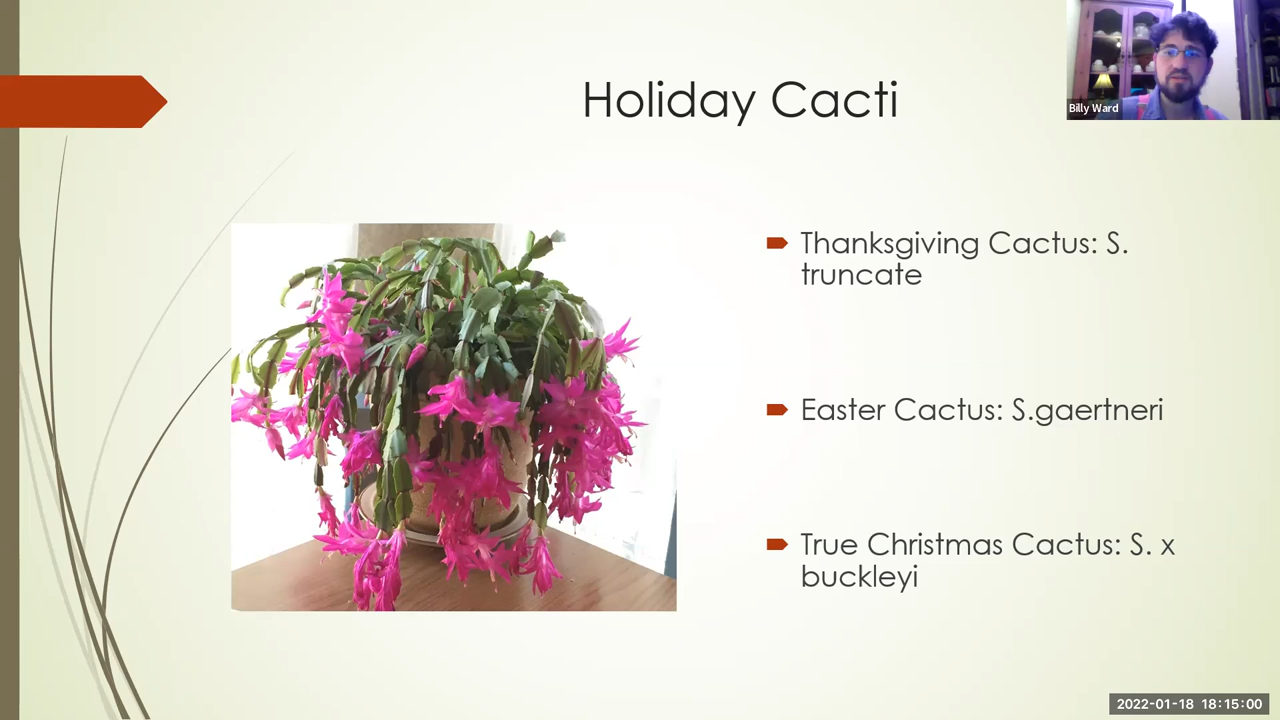 Holiday Cacti
Billy Ward
Thanksgiving Cactus: S.
truncate
Easter Cactus: S.gaertneri
True Christmas Cactus: S. x
buckleyi
2022-01-18 18:15:00